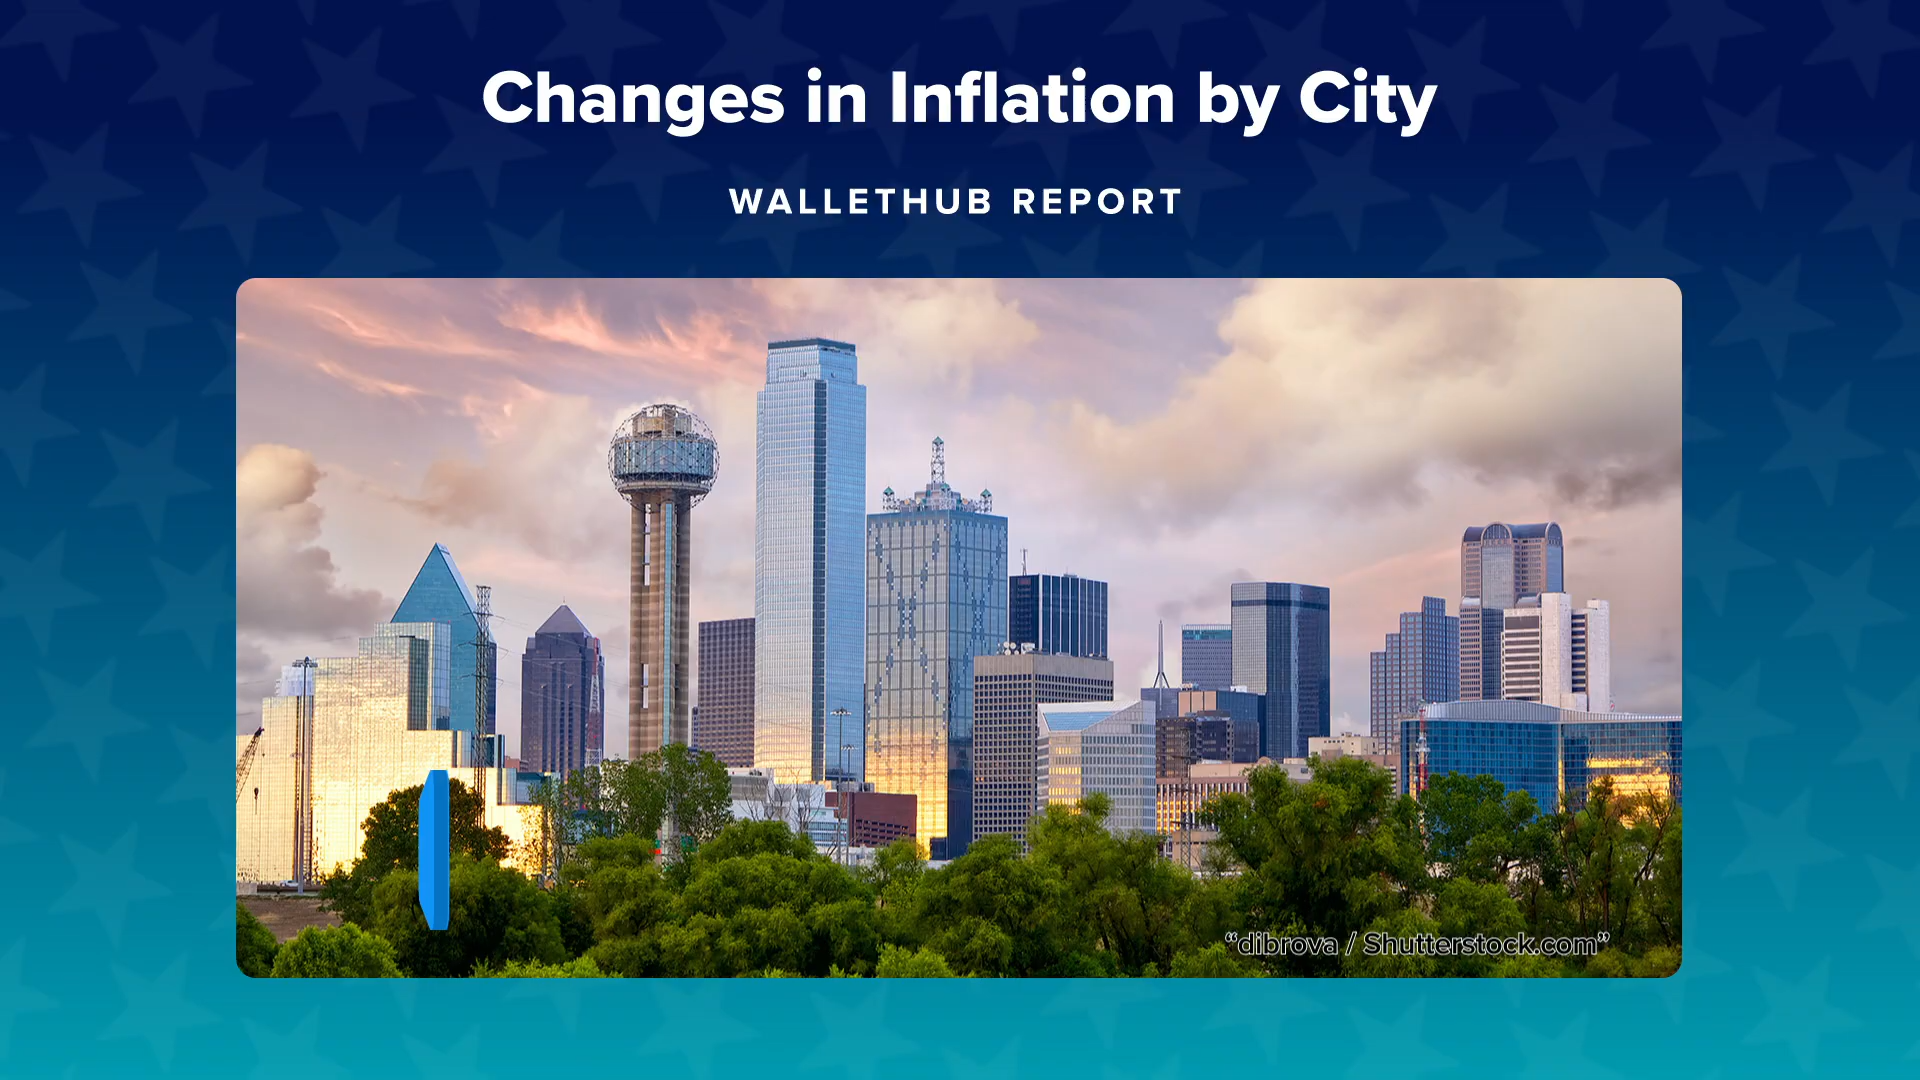 Changes in Inflation by City
WALLETHUB REPORT
“dibrova / Shutterstock.com”